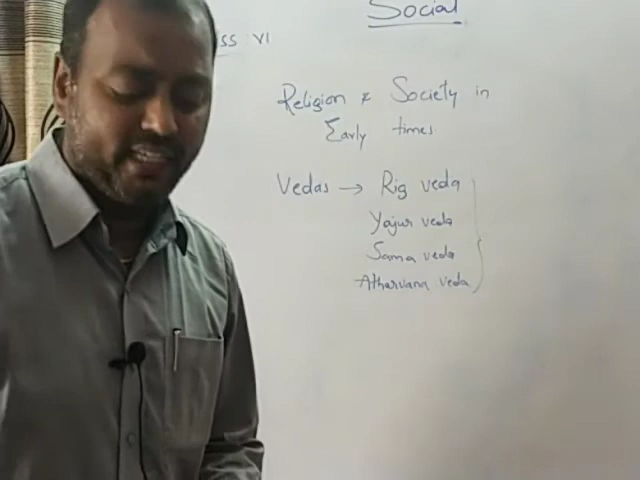 Social
ss VI
Religion & Society in
Early times
Vedas → Rig veda
Yajur veda
Sama veda
Atharvana veda